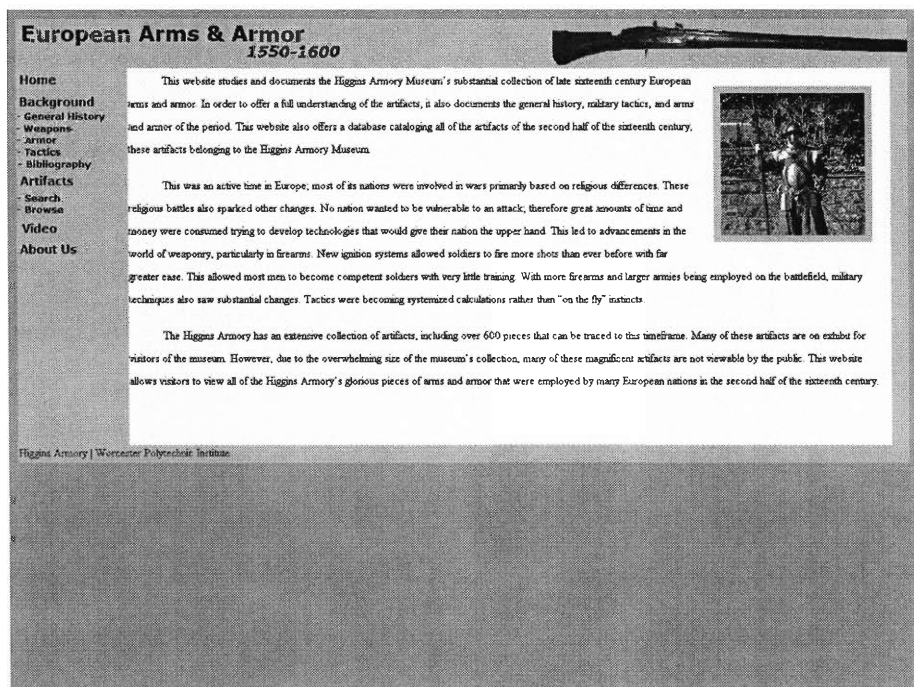 European Arms & Armor
1550-1600
Home
Background
- General History
- Weapons
- Armor
- Tactics
- Bibliography
Artifacts
- Search
- Browse
Video
About Us
This website studies and documents the Higgins Armory Museum's substantial collection of late sixteenth century European
arms and armor. In order to offer a full understanding of the artifacts, it also documents the general history, military tactics, and arms
and armor of the period. This website also offers a database cataloging all of the artifacts of the second half of the sixteenth century,
these artifacts belonging to the Higgins Armory Museum.
This was an active time in Europe; most of its nations were involved in wars primarily based on religious differences. These
religious battles also sparked other changes. No nation wanted to be vulnerable to an attack; therefore great amounts of time and
money were consumed trying to develop technologies that would give their nation the upper hand. This led to advancements in the
world of weaponry, particularly in firearms. New ignition systems allowed soldiers to fire more shots than ever before with far
greater ease. This allowed most men to become competent soldiers with very little training. With more firearms and larger armies being employed on the battlefield, military
techniques also saw substantial changes. Tactics were becoming systemized calculations rather then "on the fly" instincts.
The Higgins Armory has an extensive collection of artifacts, including over 600 pieces that can be traced to this timeframe. Many of these artifacts are on exhibit for
visitors of the museum. However, due to the overwhelming size of the museum's collection, many of these magnificent artifacts are not viewable by the public. This website
allows visitors to view all of the Higgins Armory's glorious pieces of arms and armor that were employed by many European nations in the second half of the sixteenth century.
Higgins Armory | Worcester Polytechnic Institute